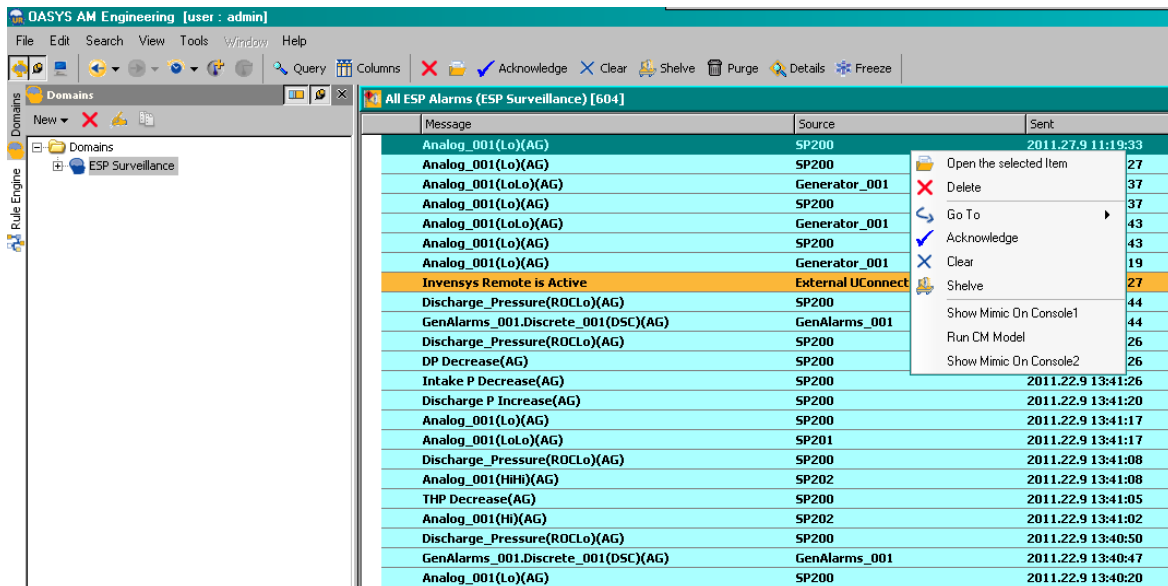 OASYS AM Engineering [user : admin]
File Edit Search View Tools Window Help
Query Columns Acknowledge Clear Shelve Purge Details Freeze
Domains
Rule Engine
Domains
New
Domains
ESP Surveillance
All ESP Alarms (ESP Surveillance) [604]
Message Source Sent
Analog_001(Lo)(AG) SP200 2011.27.9 11:19:33
Analog_001(Lo)(AG) SP200 27
Analog_001(LoLo)(AG) Generator_001 37
Analog_001(Lo)(AG) SP200 37
Analog_001(LoLo)(AG) Generator_001 43
Analog_001(Lo)(AG) SP200 43
Analog_001(Lo)(AG) Generator_001 19
Invensys Remote is Active External UConnect 27
Discharge_Pressure(ROCLo)(AG) SP200 44
GenAlarms_001.Discrete_001(DSC)(AG) GenAlarms_001 44
Discharge_Pressure(ROCLo)(AG) SP200 26
DP Decrease(AG) SP200 26
Intake P Decrease(AG) SP200 2011.22.9 13:41:26
Discharge P Increase(AG) SP200 2011.22.9 13:41:20
Analog_001(Lo)(AG) SP200 2011.22.9 13:41:17
Analog_001(LoLo)(AG) SP201 2011.22.9 13:41:17
Discharge_Pressure(ROCLo)(AG) SP200 2011.22.9 13:41:08
Analog_001(HiHi)(AG) SP202 2011.22.9 13:41:08
THP Decrease(AG) SP200 2011.22.9 13:41:05
Analog_001(Hi)(AG) SP202 2011.22.9 13:41:02
Discharge_Pressure(ROCLo)(AG) SP200 2011.22.9 13:40:50
GenAlarms_001.Discrete_001(DSC)(AG) GenAlarms_001 2011.22.9 13:40:47
Analog_001(Lo)(AG) SP200 2011.22.9 13:40:20
Open the selected Item
Delete
Go To
Acknowledge
Clear
Shelve
Show Mimic On Console1
Run CM Model
Show Mimic On Console2